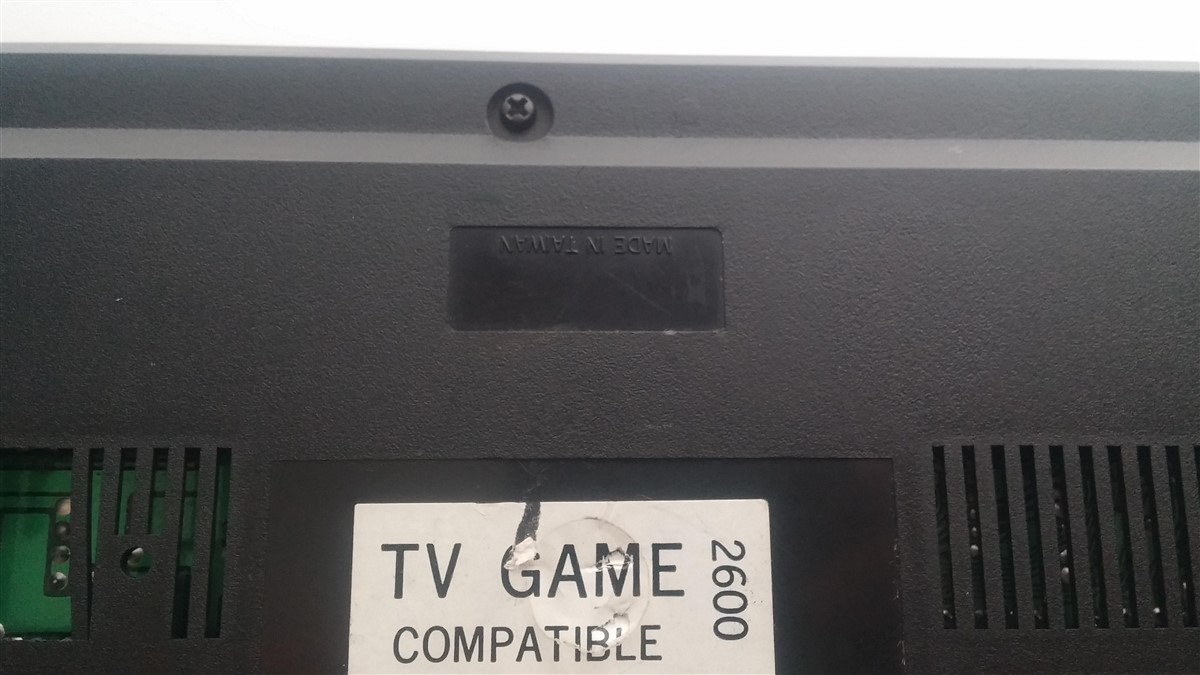 MADE IN TAIWAN
TV GAME
COMPATIBLE
2600